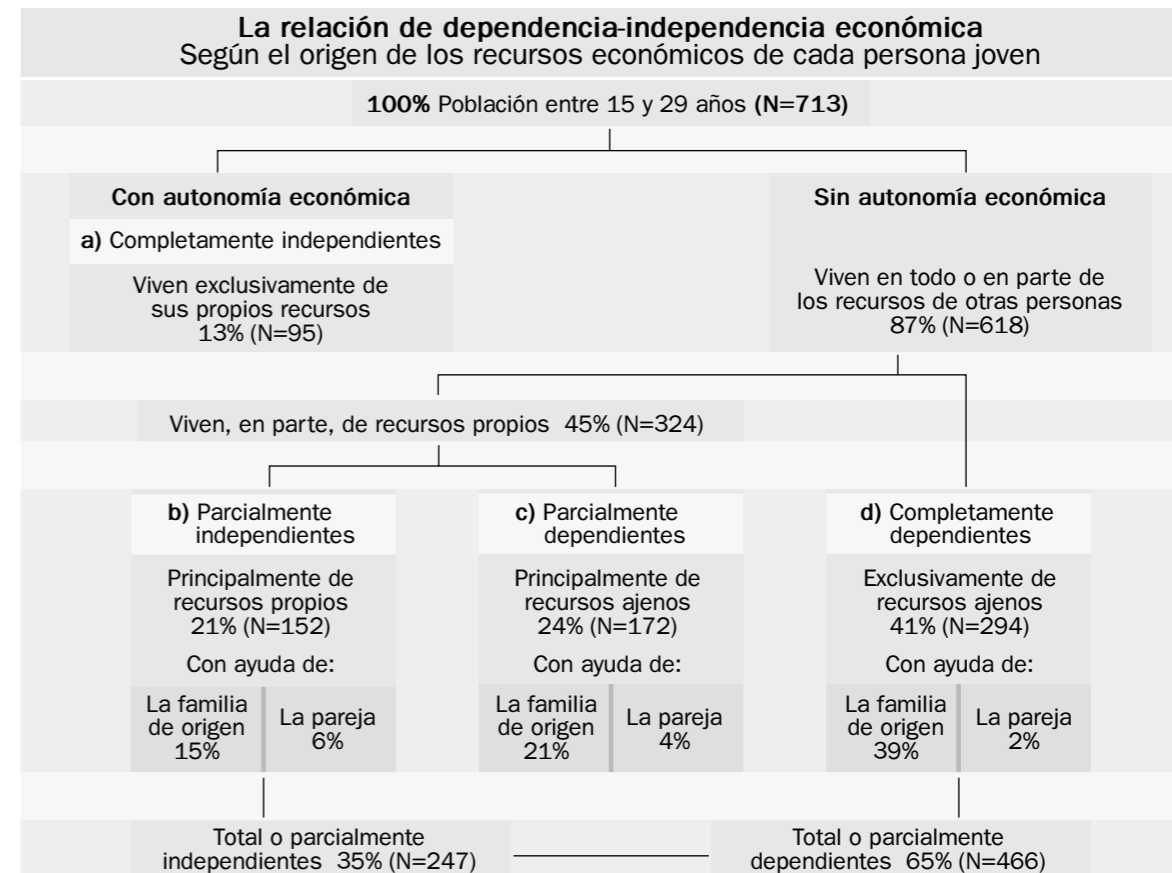 La relación de dependencia-independencia económica
Según el origen de los recursos económicos de cada persona joven
100% Población entre 15 y 29 años (N=713)
Con autonomía económica
a) Completamente independientes
Viven exclusivamente de
sus propios recursos
13% (N=95)
Sin autonomía económica
Viven en todo o en parte de
los recursos de otras personas
87% (N=618)
Viven, en parte, de recursos propios 45% (N=324)
b) Parcialmente
independientes
Principalmente de
recursos propios
21% (N=152)
Con ayuda de:
La familia
de origen
15%
La pareja
6%
c) Parcialmente
dependientes
Principalmente de
recursos ajenos
24% (N=172)
Con ayuda de:
La familia
de origen
21%
La pareja
4%
d) Completamente
dependientes
Exclusivamente de
recursos ajenos
41% (N=294)
Con ayuda de:
La familia
de origen
39%
La pareja
2%
Total o parcialmente
independientes 35% (N=247)
Total o parcialmente
dependientes 65% (N=466)